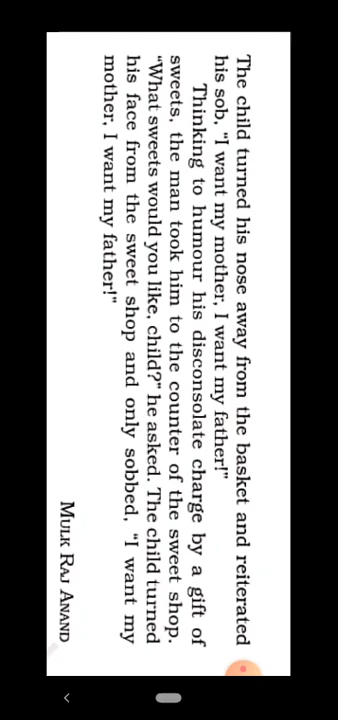 The child turned his nose away from the basket and reiterated
his sob, "I want my mother, I want my father!"
Thinking to humour his disconsolate charge by a gift of
sweets, the man took him to the counter of the sweet shop.
"What sweets would you like, child?" he asked. The child turned
his face from the sweet shop and only sobbed, "I want my
mother, I want my father!"
MULK RAJ ANAND